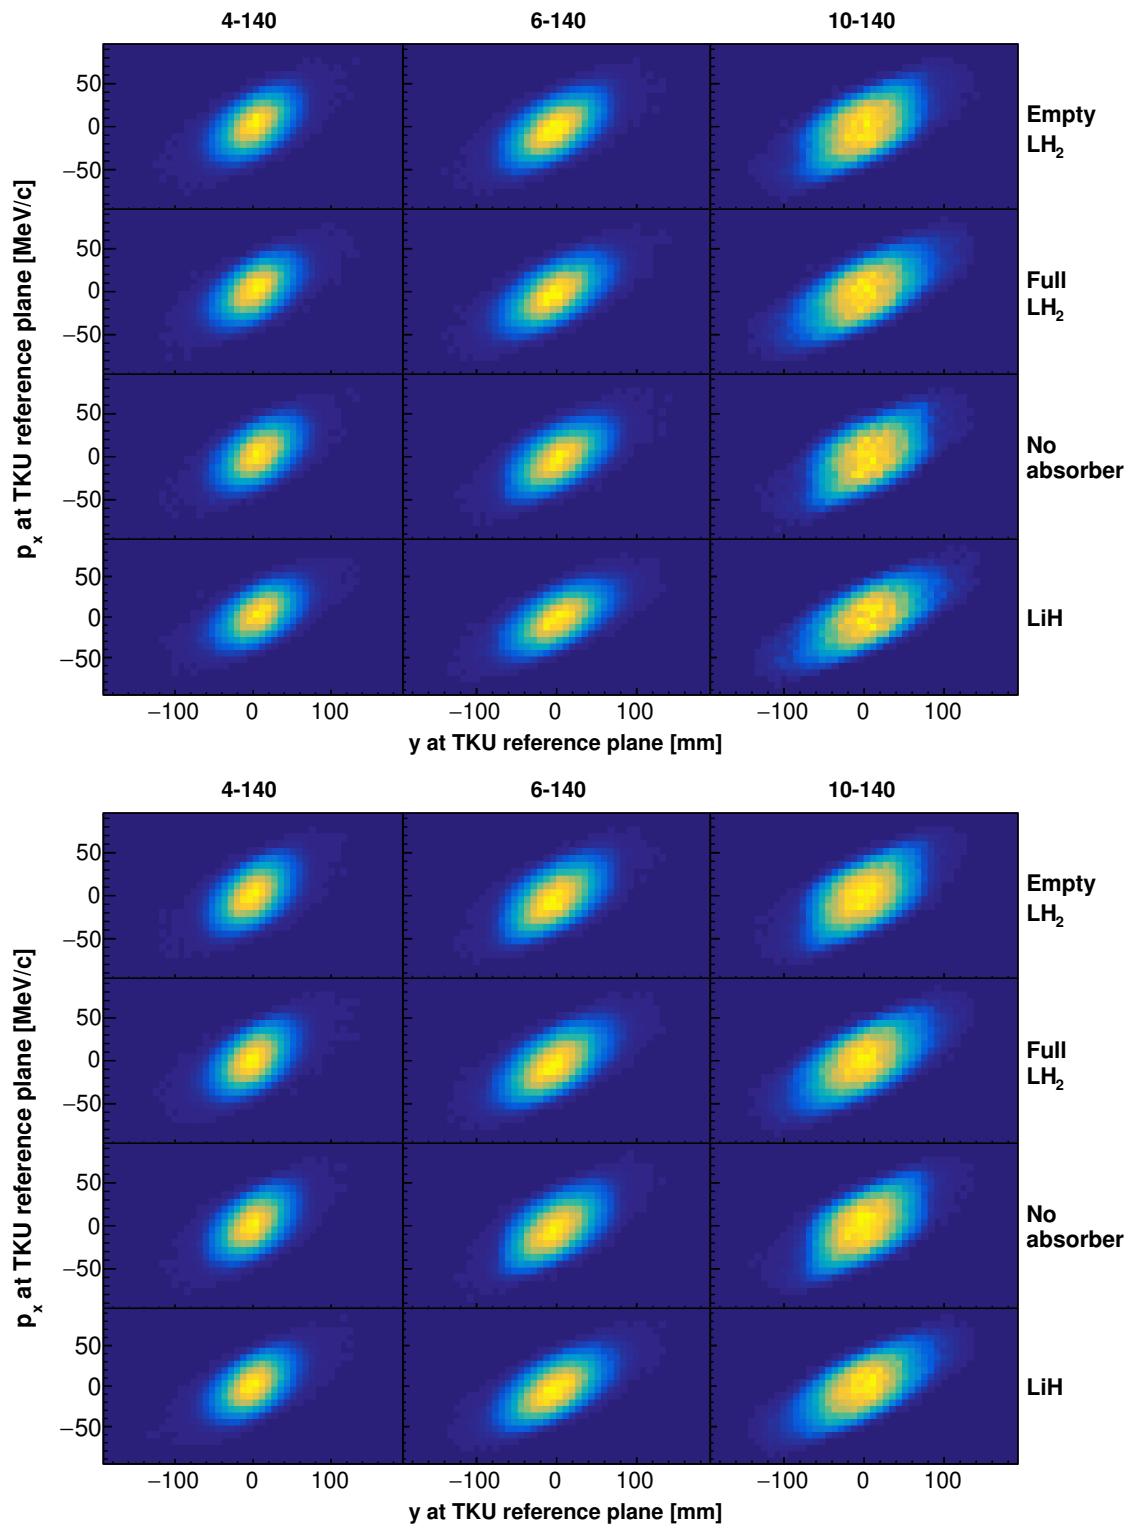 4-140 6-140 10-140
p_x at TKU reference plane [MeV/c]
50
0
−50
Empty
LH₂
50
0
−50
Full
LH₂
50
0
−50
No
absorber
50
0
−50
LiH
−100 0 100 −100 0 100 −100 0 100
y at TKU reference plane [mm]
4-140 6-140 10-140
p_x at TKU reference plane [MeV/c]
50
0
−50
Empty
LH₂
50
0
−50
Full
LH₂
50
0
−50
No
absorber
50
0
−50
LiH
−100 0 100 −100 0 100 −100 0 100
y at TKU reference plane [mm]